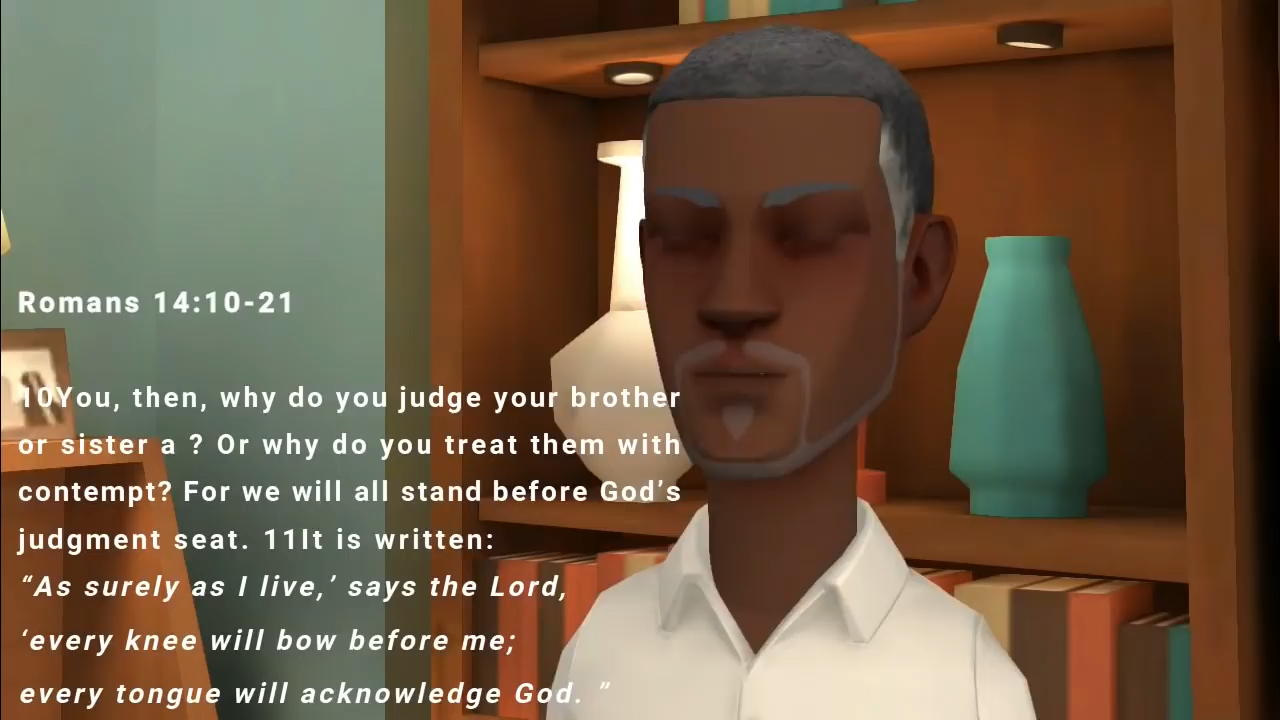 Romans 14:10-21
10You, then, why do you judge your brother
or sister a ? Or why do you treat them with
contempt? For we will all stand before God’s
judgment seat. 11It is written:
“As surely as I live,’ says the Lord,
‘every knee will bow before me;
every tongue will acknowledge God. ”